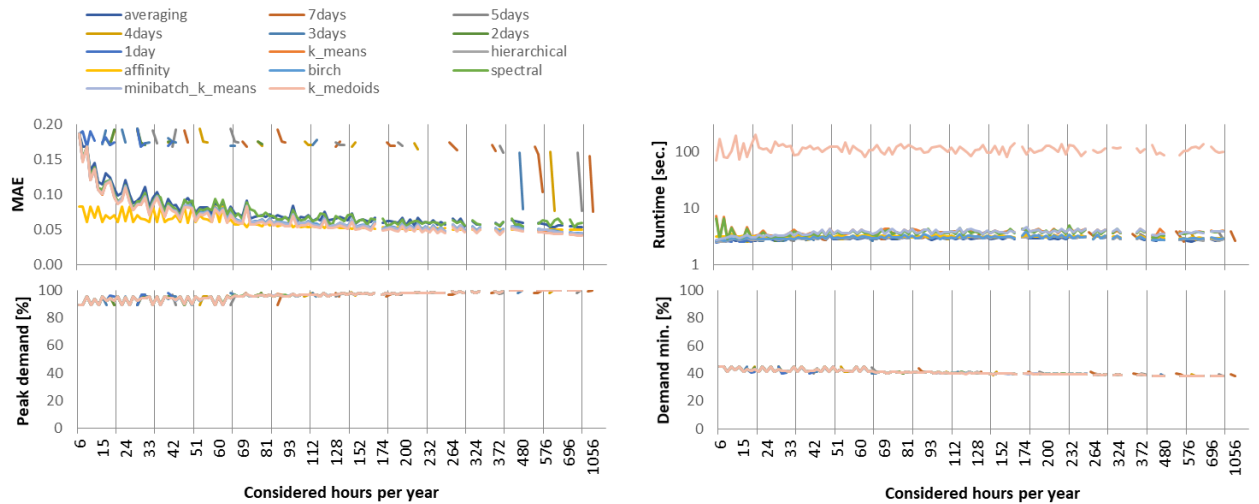 averaging 7days 5days
4days 3days 2days
1day k_means hierarchical
affinity birch spectral
minibatch_k_means k_medoids
MAE
0.20
0.15
0.10
0.05
0.00
Runtime [sec.]
100
10
1
Peak demand [%]
100
80
60
40
20
0
6 15 24 33 42 51 60 69 81 93 112 128 152 200 232 264 324 372 480 576 696 1056
Considered hours per year
Demand min. [%]
100
80
60
40
20
0
6 15 24 33 42 51 60 69 81 93 112 128 152 200 232 264 324 372 480 576 696 1056
Considered hours per year